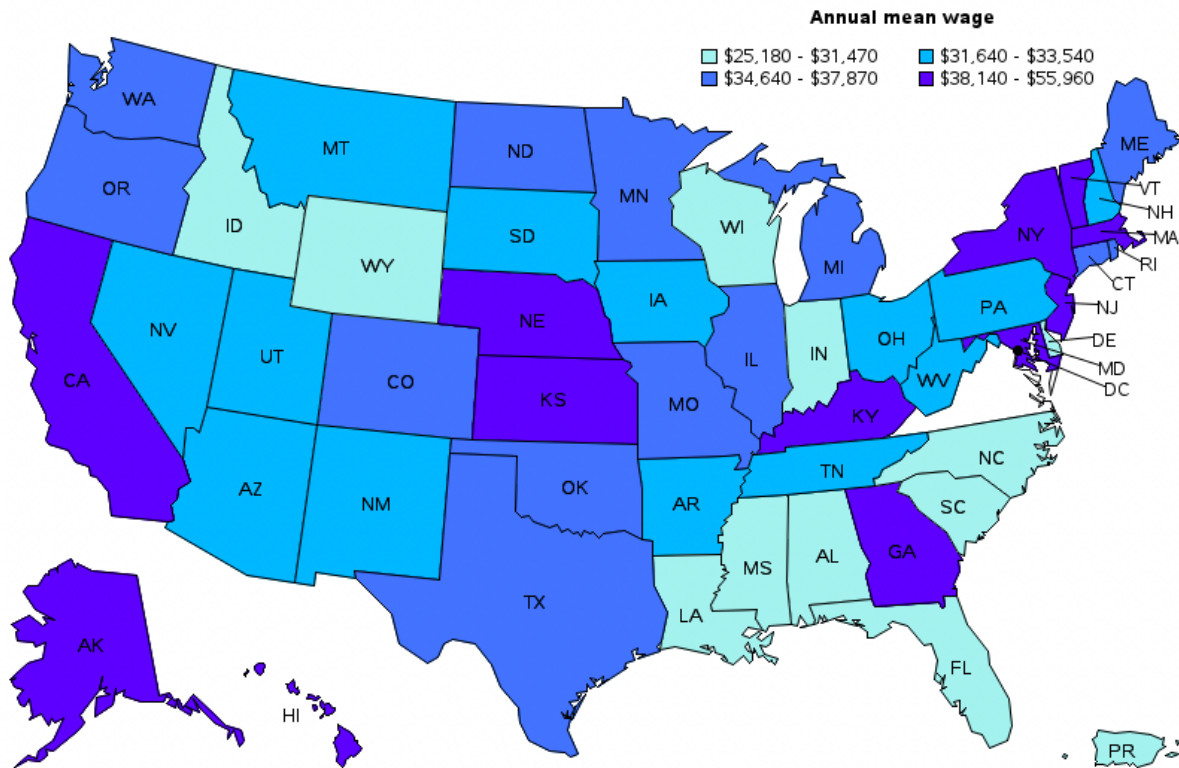 Annual mean wage
$25,180 - $31,470 $31,640 - $33,540
$34,640 - $37,870 $38,140 - $55,960
WA
MT
ND
ME
OR
MN
VT
ID
SD
WI
NH
NY
MA
WY
MI
RI
CT
IA
PA
NJ
NV
NE
OH
DE
UT
IL
IN
MD
CO
WV
DC
CA
KS
MO
KY
NC
TN
AZ
NM
OK
AR
SC
GA
MS
AL
TX
LA
AK
FL
HI
PR